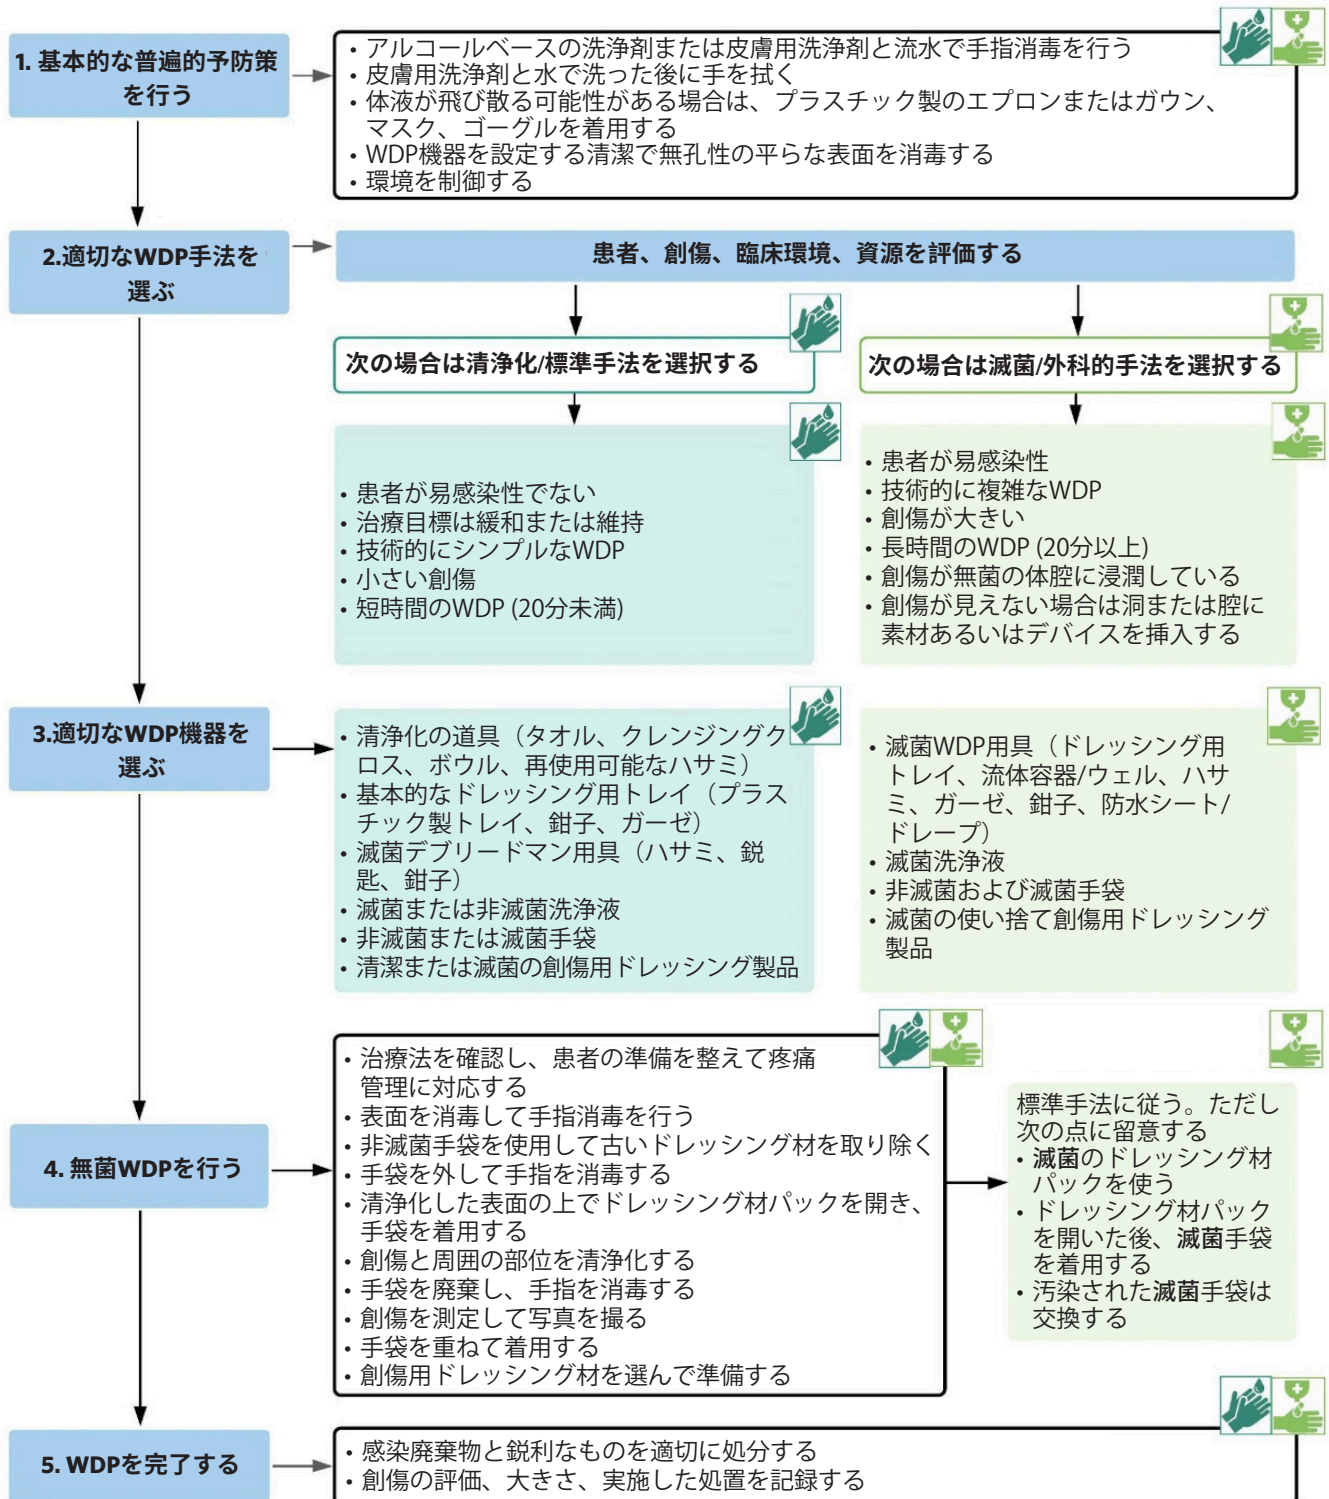 1. 基本的な普遍的予防策
を行う
• アルコールベースの洗浄剤または皮膚用洗浄剤と流水で手指消毒を行う
• 皮膚用洗浄剤と水で洗った後に手を拭く
• 体液が飛び散る可能性がある場合は、プラスチック製のエプロンまたはガウン、
マスク、ゴーグルを着用する
• WDP機器を設定する清潔で無孔性の平らな表面を消毒する
• 環境を制御する
2.適切なWDP手法を
選ぶ
患者、創傷、臨床環境、資源を評価する
次の場合は清浄化/標準手法を選択する
• 患者が易感染性でない
• 治療目標は緩和または維持
• 技術的にシンプルなWDP
• 小さい創傷
• 短時間のWDP (20分未満)
次の場合は滅菌/外科的手法を選択する
• 患者が易感染性
• 技術的に複雑なWDP
• 創傷が大きい
• 長時間のWDP (20分以上)
• 創傷が無菌の体腔に浸潤している
• 創傷が見えない場合は洞または腔に
素材あるいはデバイスを挿入する
3.適切なWDP機器を
選ぶ
• 清浄化の道具（タオル、クレンジングク
ロス、ボウル、再使用可能なハサミ）
• 基本的なドレッシング用トレイ（プラス
チック製トレイ、鉗子、ガーゼ）
• 滅菌デブリードマン用具（ハサミ、鋭
匙、鉗子）
• 滅菌または非滅菌洗浄液
• 非滅菌または滅菌手袋
• 清潔または滅菌の創傷用ドレッシング製品
• 滅菌WDP用具（ドレッシング用
トレイ、流体容器/ウェル、ハサ
ミ、ガーゼ、鉗子、防水シート/
ドレープ）
• 滅菌洗浄液
• 非滅菌および滅菌手袋
• 滅菌の使い捨て創傷用ドレッシング
製品
4. 無菌WDPを行う
• 治療法を確認し、患者の準備を整えて疼痛
管理に対応する
• 表面を消毒して手指消毒を行う
• 非滅菌手袋を使用して古いドレッシング材を取り除く
• 手袋を外して手指を消毒する
• 清浄化した表面の上でドレッシング材パックを開き、
手袋を着用する
• 創傷と周囲の部位を清浄化する
• 手袋を廃棄し、手指を消毒する
• 創傷を測定して写真を撮る
• 手袋を重ねて着用する
• 創傷用ドレッシング材を選んで準備する
標準手法に従う。ただし
次の点に留意する
• 滅菌のドレッシング材
パックを使う
• ドレッシング材パック
を開いた後、滅菌手袋
を着用する
• 汚染された滅菌手袋は
交換する
5. WDPを完了する
• 感染廃棄物と鋭利なものを適切に処分する
• 創傷の評価、大きさ、実施した処置を記録する